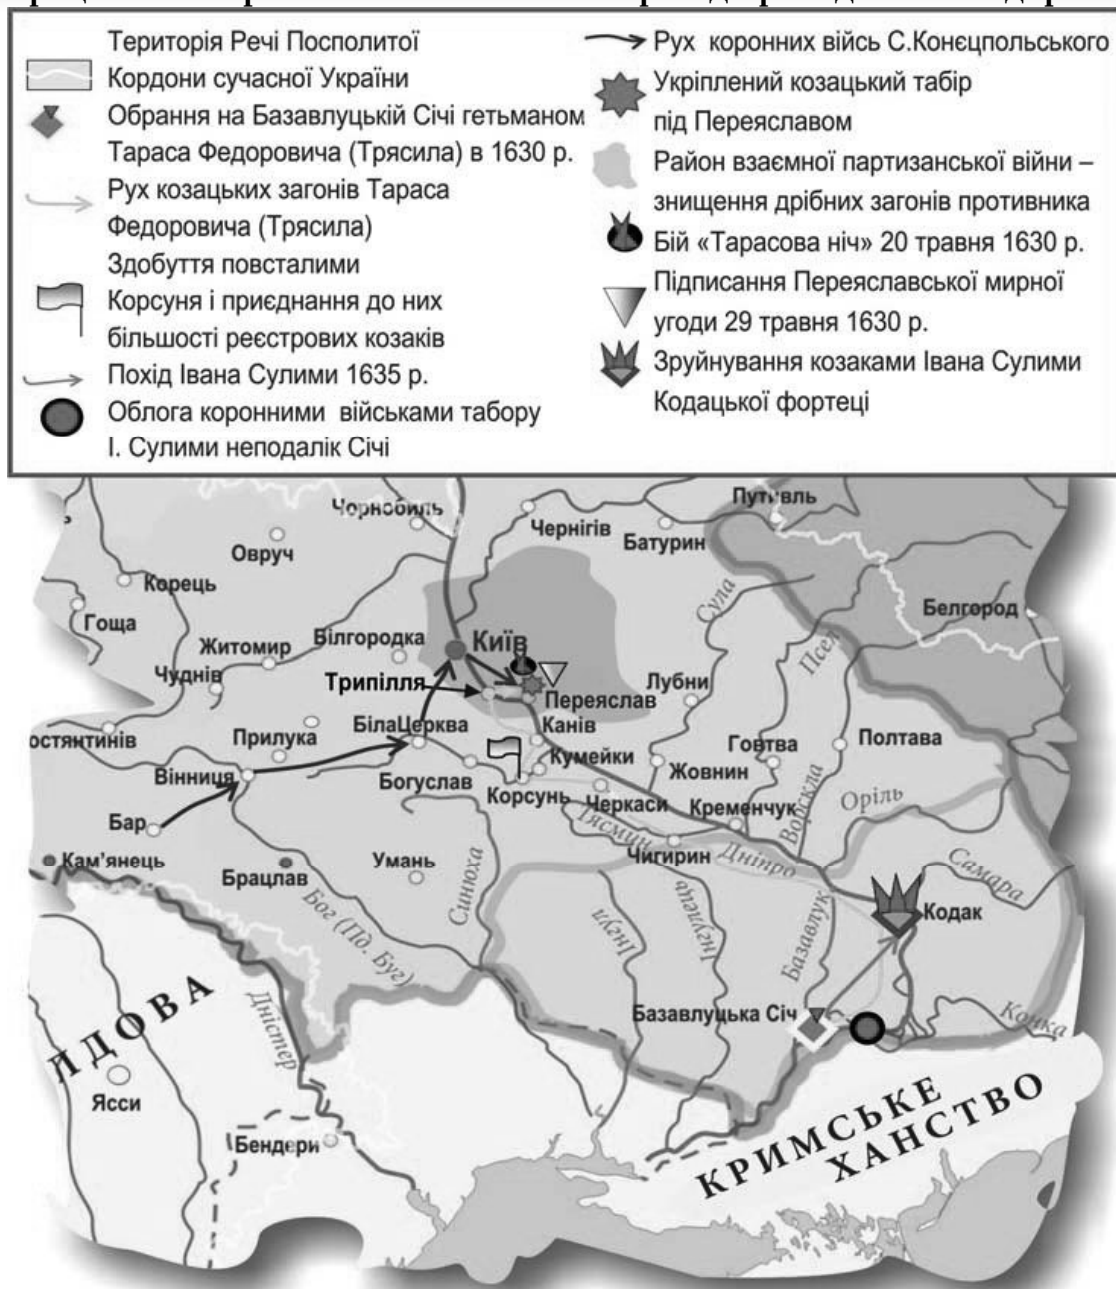 Територія Речі Посполитої
Кордони сучасної України
Обрання на Базавлуцькій Січі гетьманом
Тараса Федоровича (Трясила) в 1630 р.
Рух козацьких загонів Тараса
Федоровича (Трясила)
Здобуття повсталими
Корсуня і приєднання до них
більшості реєстрових козаків
Похід Івана Сулими 1635 р.
Облога коронними військами табору
І. Сулими неподалік Січі
Рух коронних військ С.Конєцпольського
Укріплений козацький табір
під Переяславом
Район взаємної партизанської війни –
знищення дрібних загонів противника
Бій «Тарасова ніч» 20 травня 1630 р.
Підписання Переяславської мирної
угоди 29 травня 1630 р.
Зруйнування козаками Івана Сулими
Кодацької фортеці
Чорнобиль
Чернігів
Путивль
Батурин
Овруч
Корець
Гоща
Житомир
Вілгородка
Київ
Сула
Псел
Белгород
Чуднів
Трипілля
Переяслав
Лубни
остянтинів
Прилука
БілаЦерква
Канів
Говтва
Полтава
Вінниця
Богуслав
Кумейки
Жовнин
Корсунь
Черкаси
Кременчук
Ворскла
Оріль
Бар
Тясмин
Чигирин
Дніпро
Кам'янець
Брацлав
Умань
Синюха
Самара
Кодак
Бог (Пд. Буг)
Інгул
Інгулець
Базавлук
Базавлуцька Січ
Конка
Дністер
ЛДОВА
Ясси
Бендери
КРИМСЬКЕ
ХАНСТВО